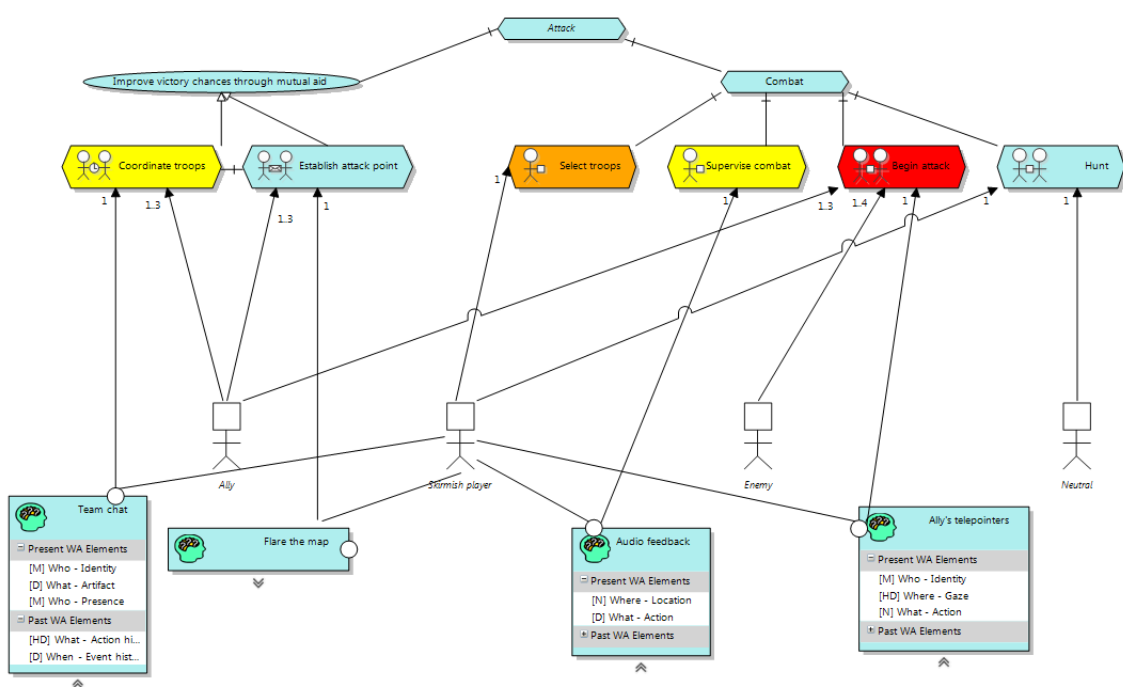 Attack
Improve victory chances through mutual aid
Combat
Coordinate troops
Establish attack point
Select troops
Supervise combat
Begin attack
Hunt
1
1.3
1.3
1
1
1
1.3
1.4
1
1
1
Ally
Skirmish player
Enemy
Neutral
Team chat
Present WA Elements
[M] Who - Identity
[D] What - Artifact
[M] Who - Presence
Past WA Elements
[HD] What - Action hi...
[D] When - Event hist...
Flare the map
Audio feedback
Present WA Elements
[N] Where - Location
[D] What - Action
Past WA Elements
Ally's telepointers
Present WA Elements
[M] Who - Identity
[HD] Where - Gaze
[N] What - Action
Past WA Elements